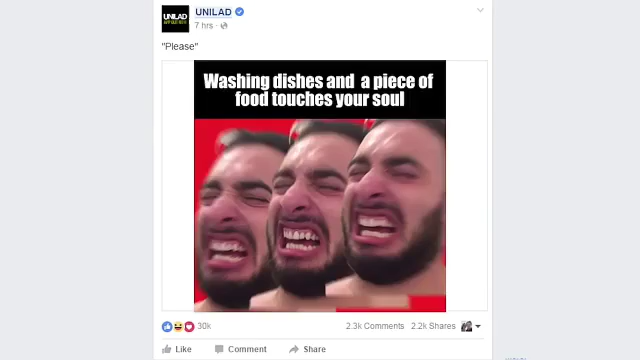 UNILAD
UNILAD
7 hrs ·
"Please"
Washing dishes and a piece of
food touches your soul
30k
2.3k Comments 2.2k Shares
Like Comment Share